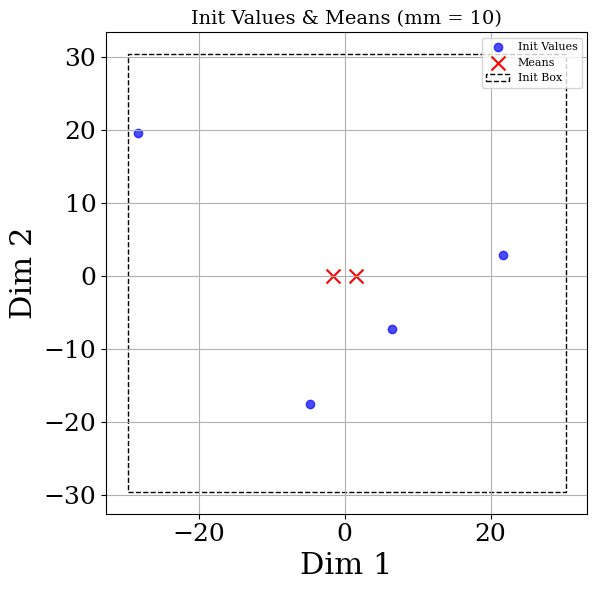 Init Values & Means (mm = 10)
Init Values
Means
Init Box
30
20
10
0
−10
−20
−30
Dim 2
−20 0 20
Dim 1